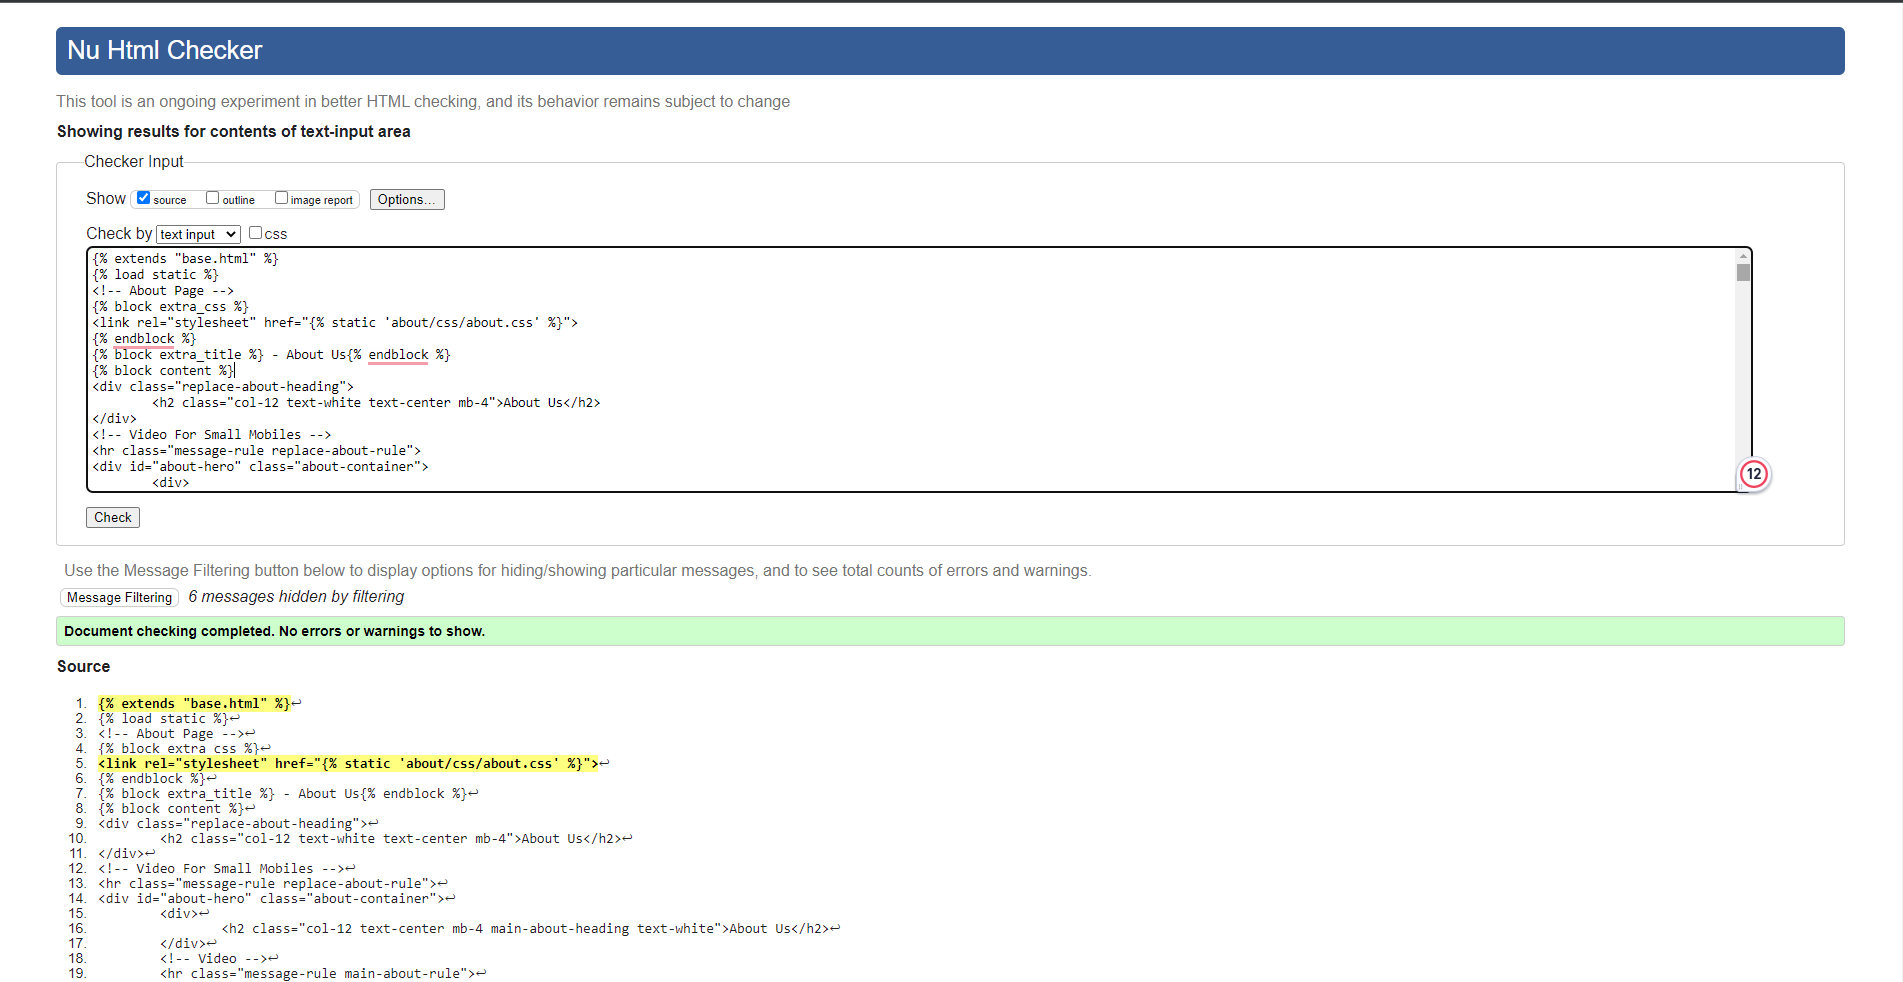 Nu Html Checker
This tool is an ongoing experiment in better HTML checking, and its behavior remains subject to change
Showing results for contents of text-input area
Checker Input
Show source outline image report Options...
Check by text input css
{% extends "base.html" %}
{% load static %}
<!-- About Page -->
{% block extra_css %}
<link rel="stylesheet" href="{% static 'about/css/about.css' %}">
{% endblock %}
{% block extra_title %} - About Us{% endblock %}
{% block content %}
<div class="replace-about-heading">
<h2 class="col-12 text-white text-center mb-4">About Us</h2>
</div>
<!-- Video For Small Mobiles -->
<hr class="message-rule replace-about-rule">
<div id="about-hero" class="about-container">
<div>
12
Check
Use the Message Filtering button below to display options for hiding/showing particular messages, and to see total counts of errors and warnings.
Message Filtering 6 messages hidden by filtering
Document checking completed. No errors or warnings to show.
Source
1. {% extends "base.html" %}↩
2. {% load static %}↩
3. <!-- About Page -->↩
4. {% block extra css %}↩
5. <link rel="stylesheet" href="{% static 'about/css/about.css' %}">↩
6. {% endblock %}↩
7. {% block extra_title %} - About Us{% endblock %}↩
8. {% block content %}↩
9. <div class="replace-about-heading">↩
10. <h2 class="col-12 text-white text-center mb-4">About Us</h2>↩
11. </div>↩
12. <!-- Video For Small Mobiles -->↩
13. <hr class="message-rule replace-about-rule">↩
14. <div id="about-hero" class="about-container">↩
15. <div>↩
16. <h2 class="col-12 text-center mb-4 main-about-heading text-white">About Us</h2>↩
17. </div>↩
18. <!-- Video -->↩
19. <hr class="message-rule main-about-rule">↩